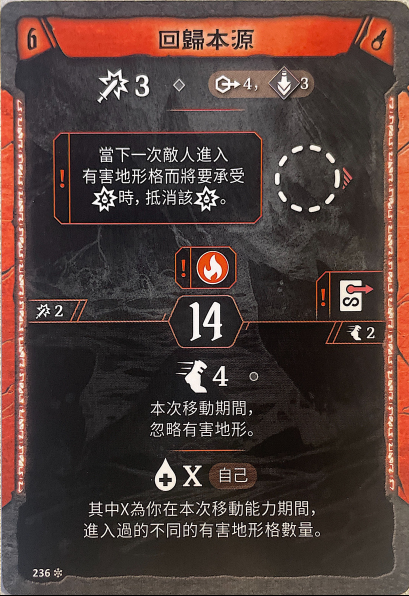 6
回歸本源
3
4,
3
!
當下一次敵人進入
有害地形格而將要承受
時,抵消該。
!
!
S
2
14
2
4
本次移動期間,
忽略有害地形。
X 自己
其中X為你在本次移動能力期間,
進入過的不同的有害地形格數量。
236